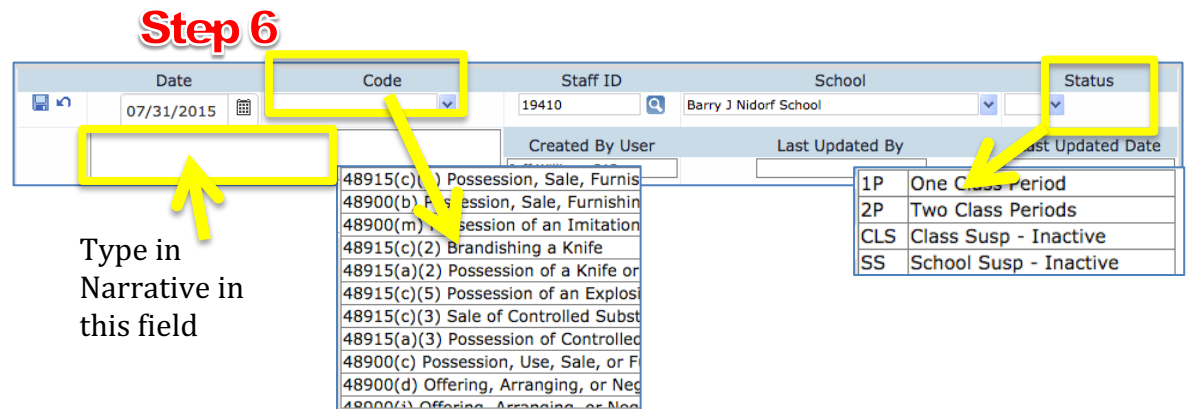 Step 6
Date Code Staff ID School Status
07/31/2015 19410 Barry J Nidorf School
Created By User Last Updated By Last Updated Date
Type in
Narrative in
this field
48915(c)( ) Possession, Sale, Furnis
48900(b) Possession, Sale, Furnishin
48900(m) Possession of an Imitation
48915(c)(2) Brandishing a Knife
48915(a)(2) Possession of a Knife or
48915(c)(5) Possession of an Explosi
48915(c)(3) Sale of Controlled Subst
48915(a)(3) Possession of Controlled
48900(c) Possession, Use, Sale, or F
48900(d) Offering, Arranging, or Neg
48900(j) Offering, Arranging, or Neg
1P One Class Period
2P Two Class Periods
CLS Class Susp - Inactive
SS School Susp - Inactive